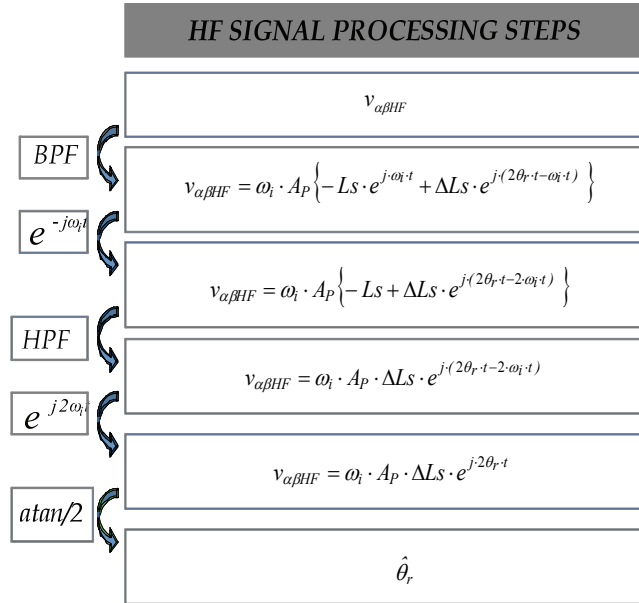 HF SIGNAL PROCESSING STEPS
v_{αβHF}
BPF
v_{αβHF} = ω_i · A_P {− Ls · e^{j·ω_i·t} + ΔLs · e^{j·(2θ_r·t−ω_i·t)} }
e^{-jω_i t}
v_{αβHF} = ω_i · A_P {− Ls + ΔLs · e^{j·(2θ_r·t−2·ω_i·t)} }
HPF
v_{αβHF} = ω_i · A_P · ΔLs · e^{j·(2θ_r·t−2·ω_i·t)}
e^{j2ω_i t}
v_{αβHF} = ω_i · A_P · ΔLs · e^{j·2θ_r·t}
atan/2
θ̂_r